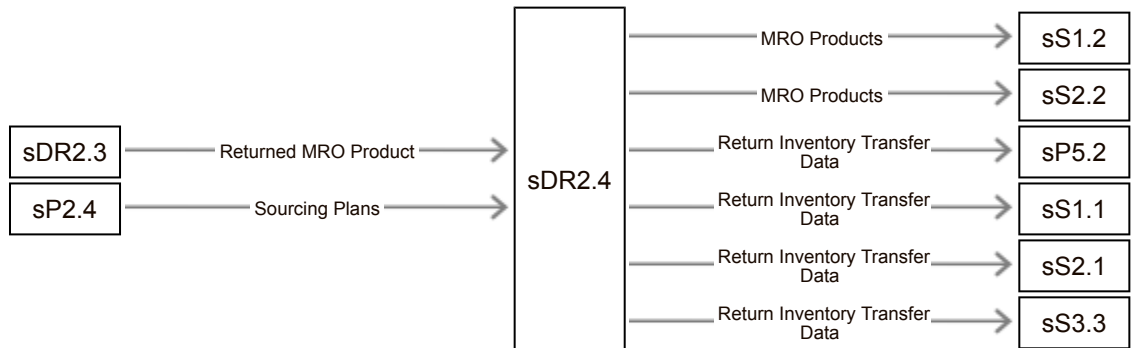 sDR2.3
Returned MRO Product
sP2.4
Sourcing Plans
sDR2.4
MRO Products
sS1.2
MRO Products
sS2.2
Return Inventory Transfer
Data
sP5.2
Return Inventory Transfer
Data
sS1.1
Return Inventory Transfer
Data
sS2.1
Return Inventory Transfer
Data
sS3.3